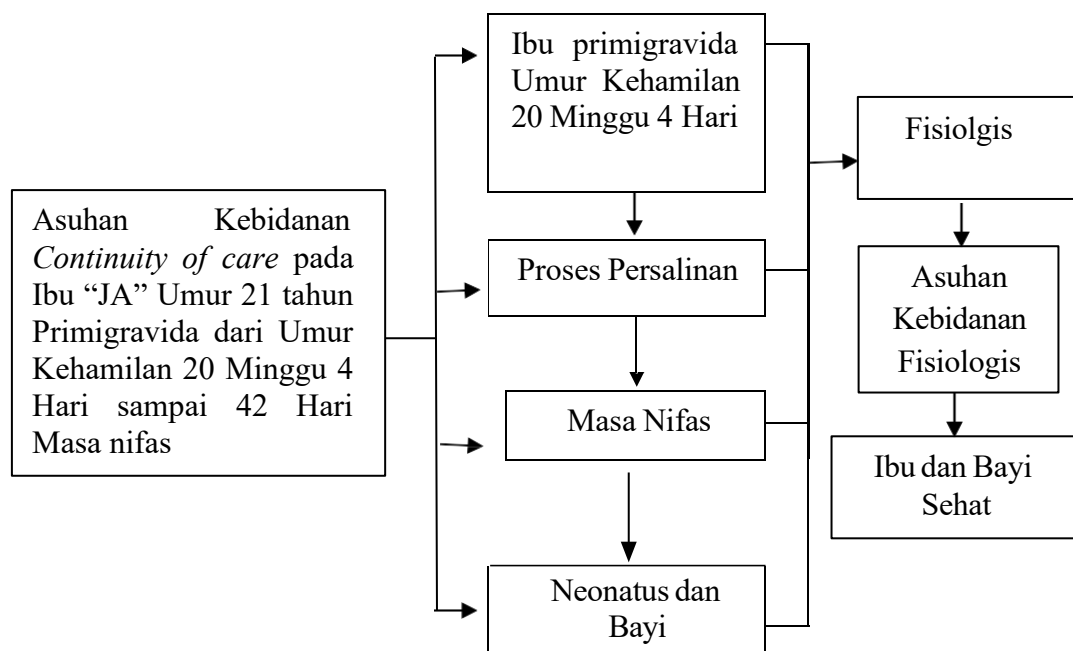 Asuhan Kebidanan
Continuity of care pada
Ibu “JA” Umur 21 tahun
Primigravida dari Umur
Kehamilan 20 Minggu 4
Hari sampai 42 Hari
Masa nifas
Ibu primigravida
Umur Kehamilan
20 Minggu 4 Hari
Proses Persalinan
Masa Nifas
Neonatus dan
Bayi
Fisiolgis
Asuhan
Kebidanan
Fisiologis
Ibu dan Bayi
Sehat